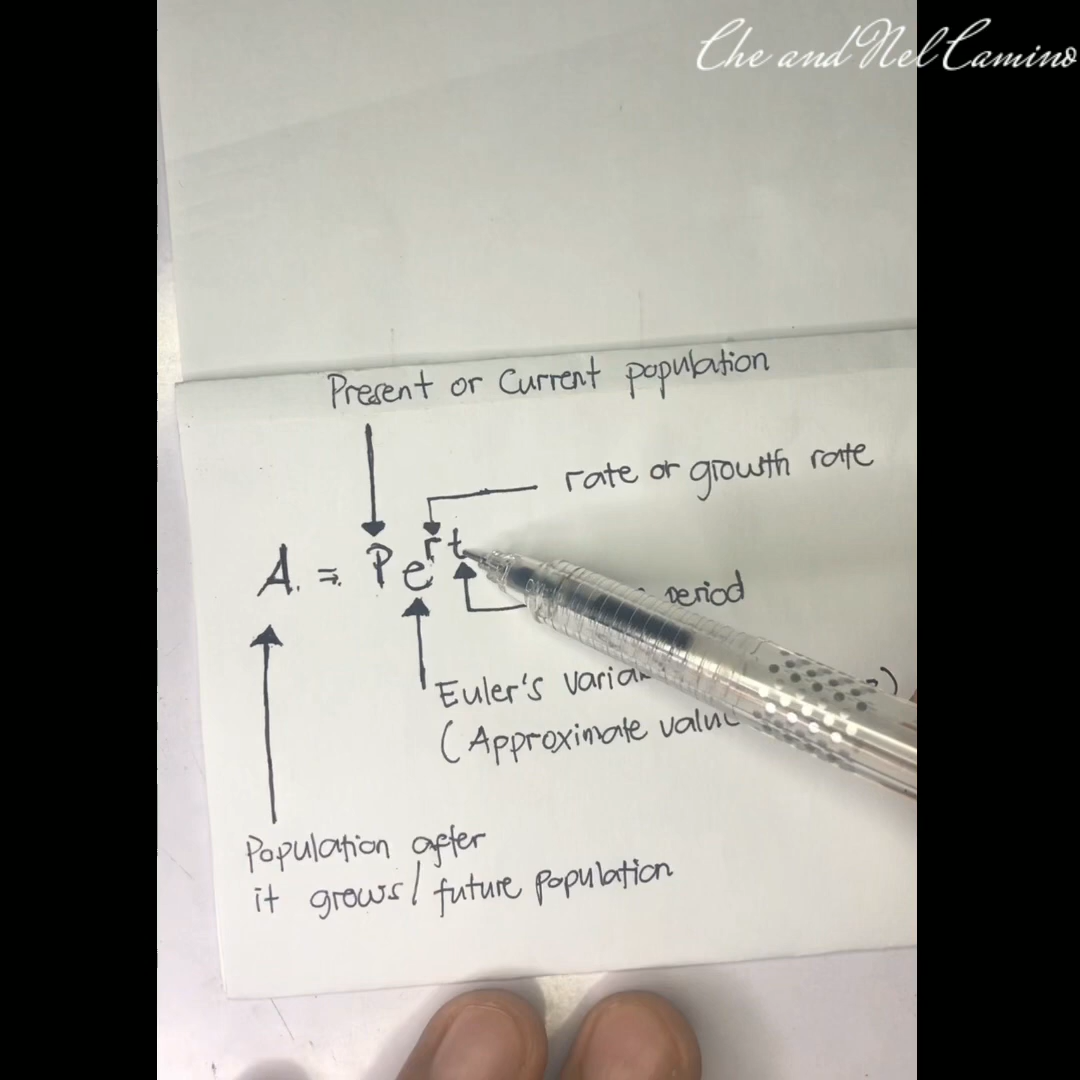 Che and Nel Camino
Present or Current population
rate or growth rate
A = Pe^rt
period
Euler's
(Approximate value
Population after
it grows / future population